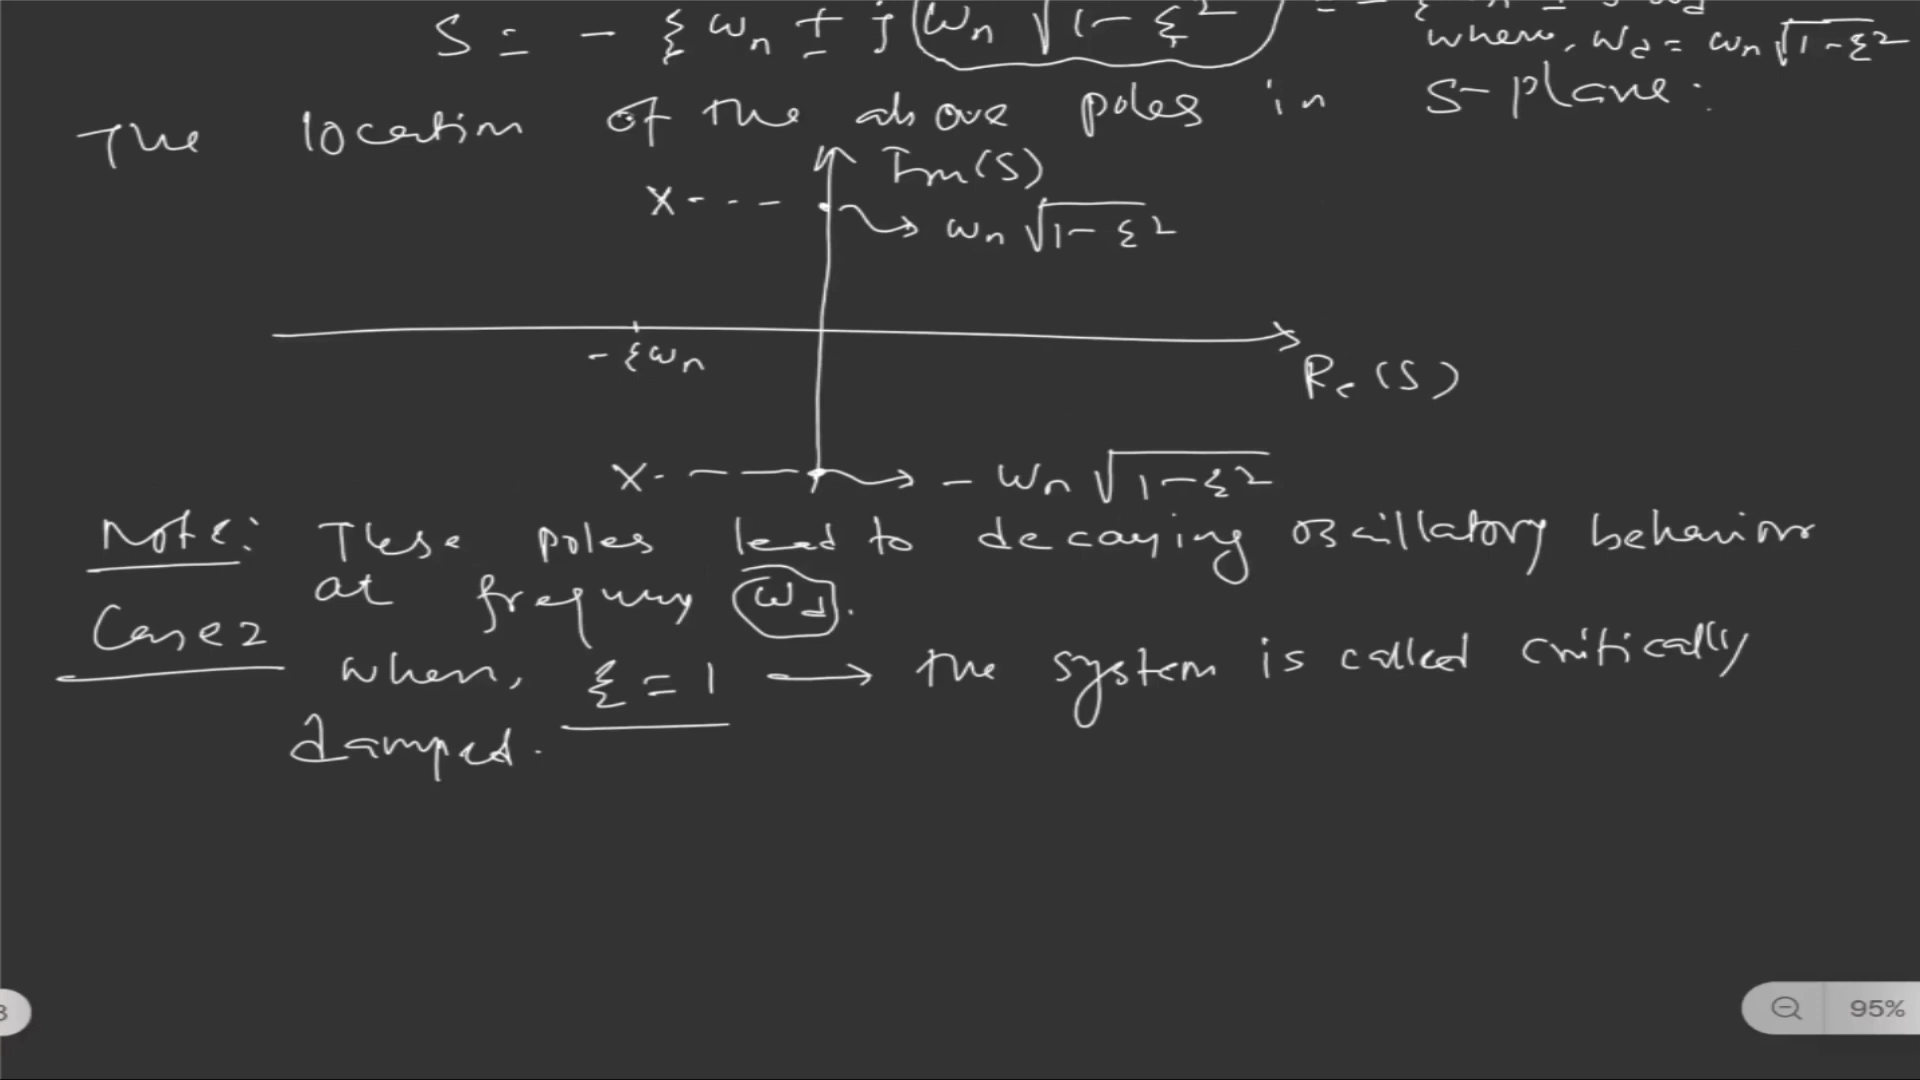 S = - ξ ωn ± j ωn √1-ξ²
where, ωd = ωn √1-ξ²
The location of the above poles in S-plane:
Im(S)
X - - -
ωn √1-ξ²
-ξωn
Re(S)
X - - -
- ωn √1-ξ²
Note: These poles lead to decaying oscillatory behavior
at frequency ωd.
Case 2
when, ξ = 1 → the system is called critically
damped.
95%